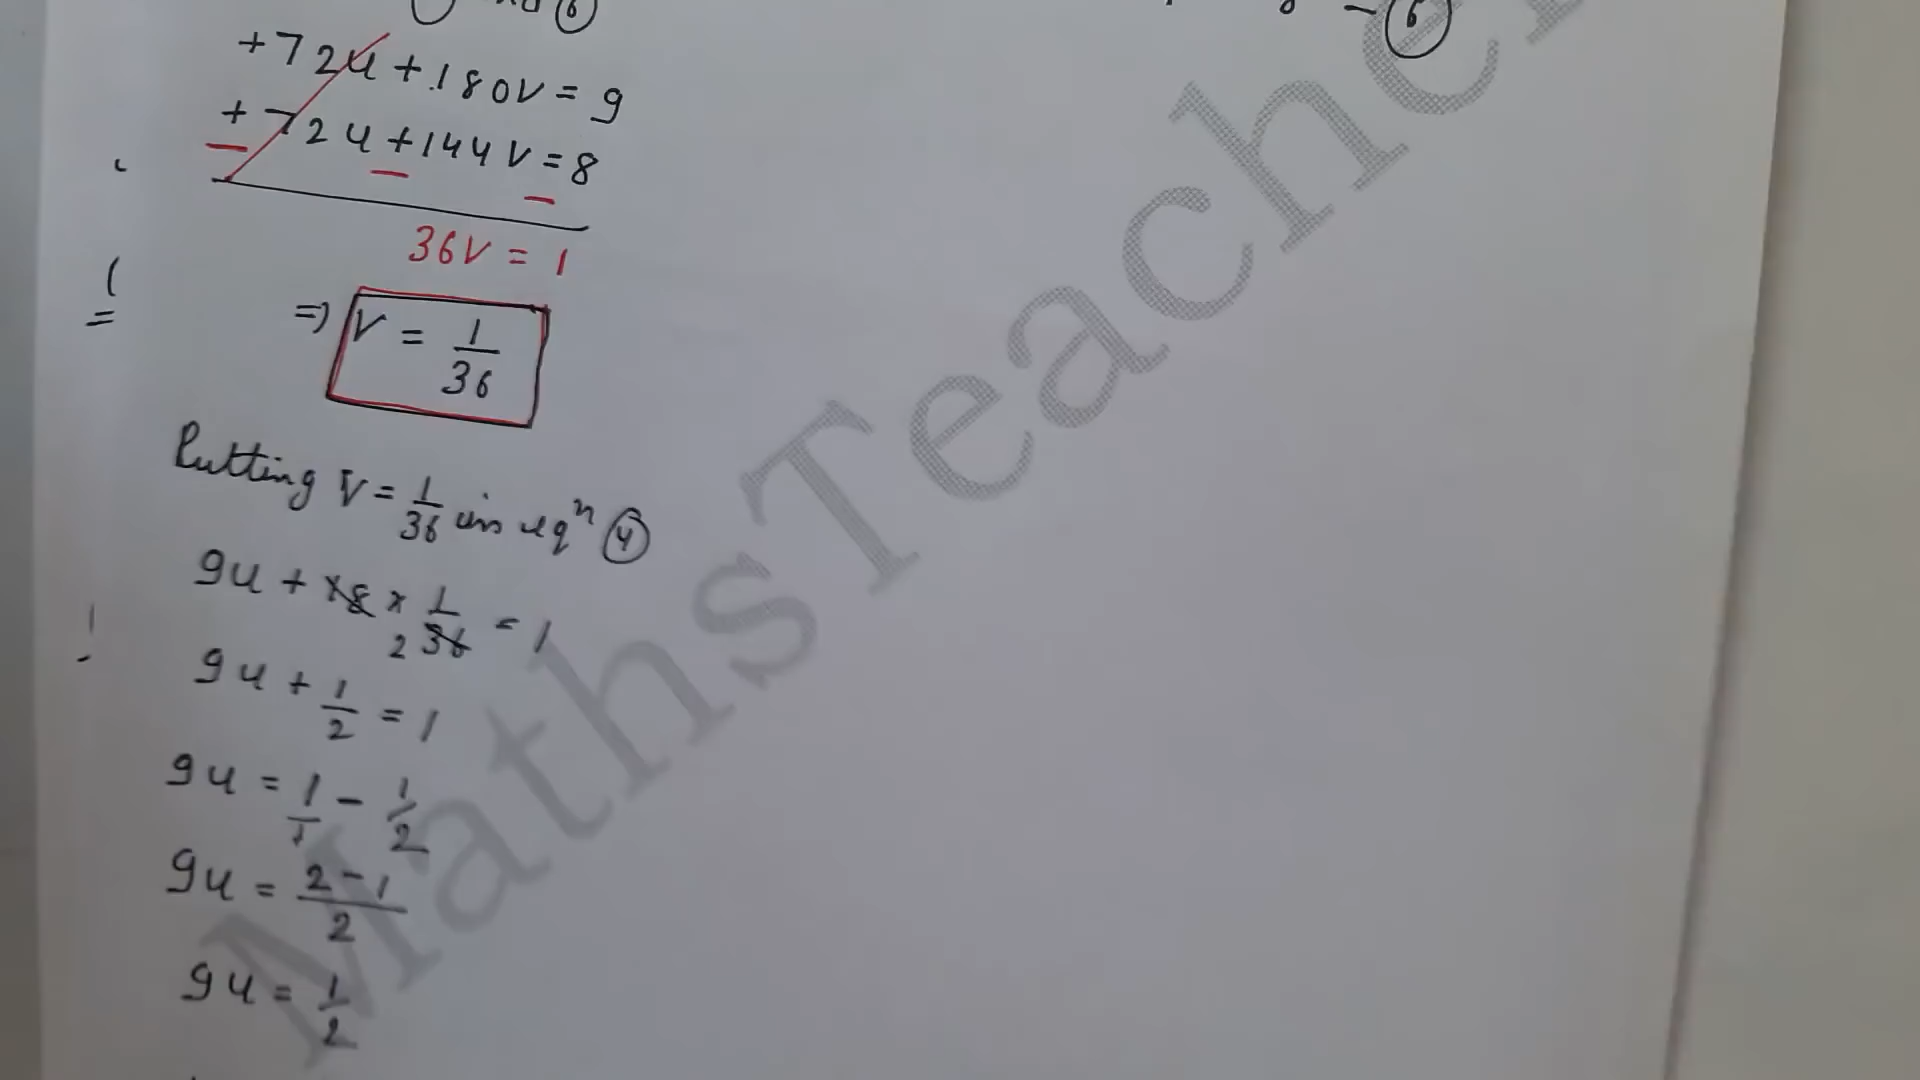 6
6
+72u + 180V = 9
+72u + 144V = 8
36V = 1
=) V = 1/36
Putting V = 1/36 in eqⁿ 4
9u + 18 × 1/36 = 1
2
9u + 1/2 = 1
9u = 1/1 - 1/2
9u = 2-1/2
9u = 1/2
MathsTeacher